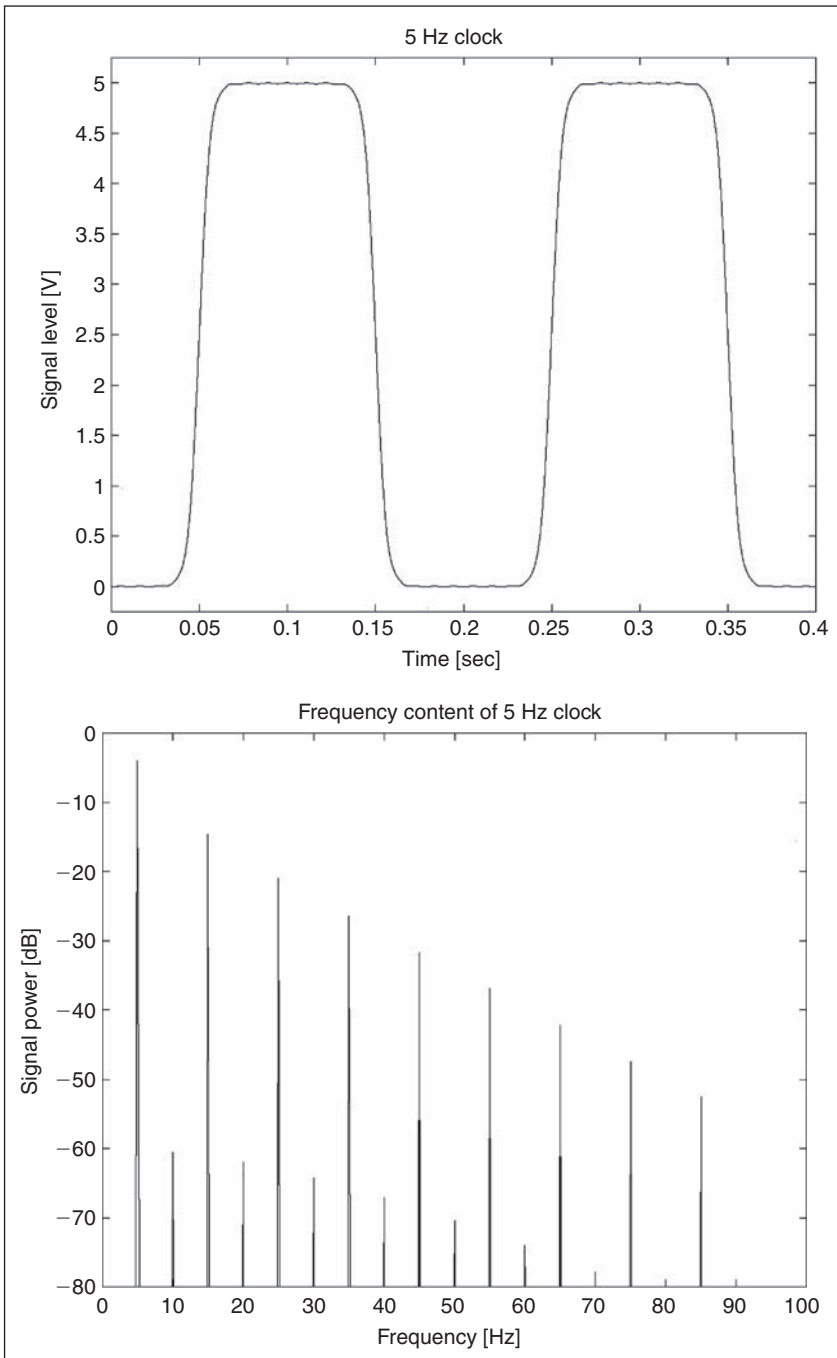 5 Hz clock
5
4.5
4
3.5
3
2.5
2
1.5
1
0.5
0
Signal level [V]
0 0.05 0.1 0.15 0.2 0.25 0.3 0.35 0.4
Time [sec]
Frequency content of 5 Hz clock
0
−10
−20
−30
−40
−50
−60
−70
−80
Signal power [dB]
0 10 20 30 40 50 60 70 80 90 100
Frequency [Hz]